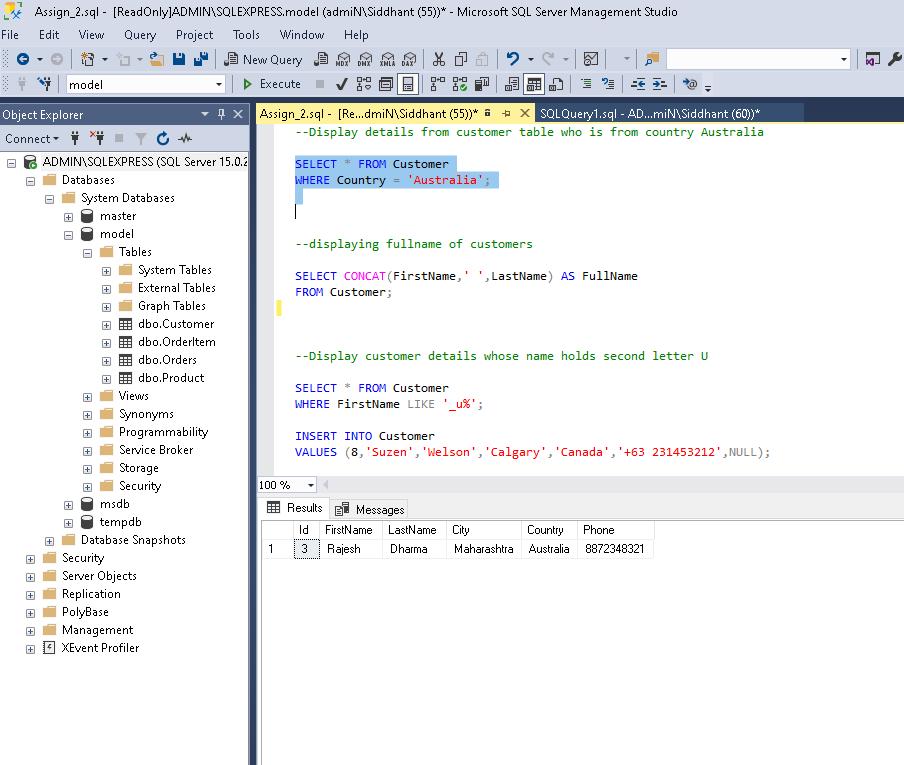 Assign_2.sql - [ReadOnly]ADMIN\SQLEXPRESS.model (admiN\Siddhant (55))* - Microsoft SQL Server Management Studio
File Edit View Query Project Tools Window Help
New Query MDX DMX XMLA DAX
model Execute
Object Explorer
Assign_2.sql - [Re...dmiN\Siddhant (55))* SQLQuery1.sql - AD...miN\Siddhant (60))*
Connect
ADMIN\SQLEXPRESS (SQL Server 15.0.2
Databases
System Databases
master
model
Tables
System Tables
External Tables
Graph Tables
dbo.Customer
dbo.OrderItem
dbo.Orders
dbo.Product
Views
Synonyms
Programmability
Service Broker
Storage
Security
msdb
tempdb
Database Snapshots
Security
Server Objects
Replication
PolyBase
Management
XEvent Profiler
--Display details from customer table who is from country Australia
SELECT * FROM Customer
WHERE Country = 'Australia';
--displaying fullname of customers
SELECT CONCAT(FirstName,' ',LastName) AS FullName
FROM Customer;
--Display customer details whose name holds second letter U
SELECT * FROM Customer
WHERE FirstName LIKE '_u%';
INSERT INTO Customer
VALUES (8,'Suzen','Welson','Calgary','Canada','+63 231453212',NULL);
100 %
Results Messages
Id FirstName LastName City Country Phone
1 3 Rajesh Dharma Maharashtra Australia 8872348321